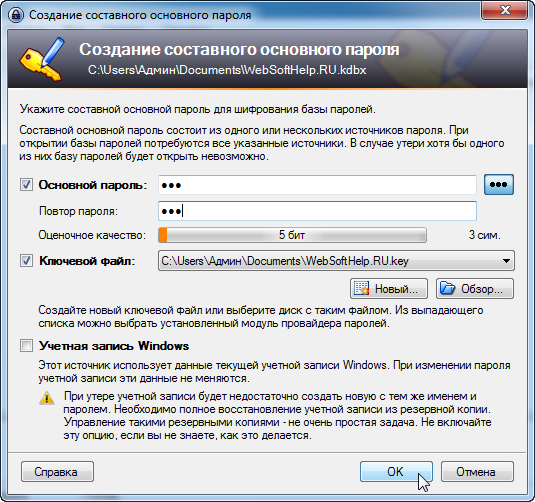 Создание составного основного пароля
Создание составного основного пароля
C:\Users\Админ\Documents\WebSoftHelp.RU.kdbx
Укажите составной основной пароль для шифрования базы паролей.
Составной основной пароль состоит из одного или нескольких источников пароля. При
открытии базы паролей потребуются все указанные источники. В случае утери хотя бы одного
из них базу паролей будет открыть невозможно.
Основной пароль: ●●● ●●●
Повтор пароля: ●●●
Оценочное качество: 5 бит 3 сим.
Ключевой файл: C:\Users\Админ\Documents\WebSoftHelp.RU.key
Новый... Обзор...
Создайте новый ключевой файл или выберите диск с таким файлом. Из выпадающего
списка можно выбрать установленный модуль провайдера паролей.
Учетная запись Windows
Этот источник использует данные текущей учетной записи Windows. При изменении пароля
учетной записи эти данные не меняются.
При утере учетной записи будет недостаточно создать новую с тем же именем и
паролем. Необходимо полное восстановление учетной записи из резервной копии.
Управление такими резервными копиями - не очень простая задача. Не включайте
эту опцию, если вы не знаете, как это делается.
Справка OK Отмена